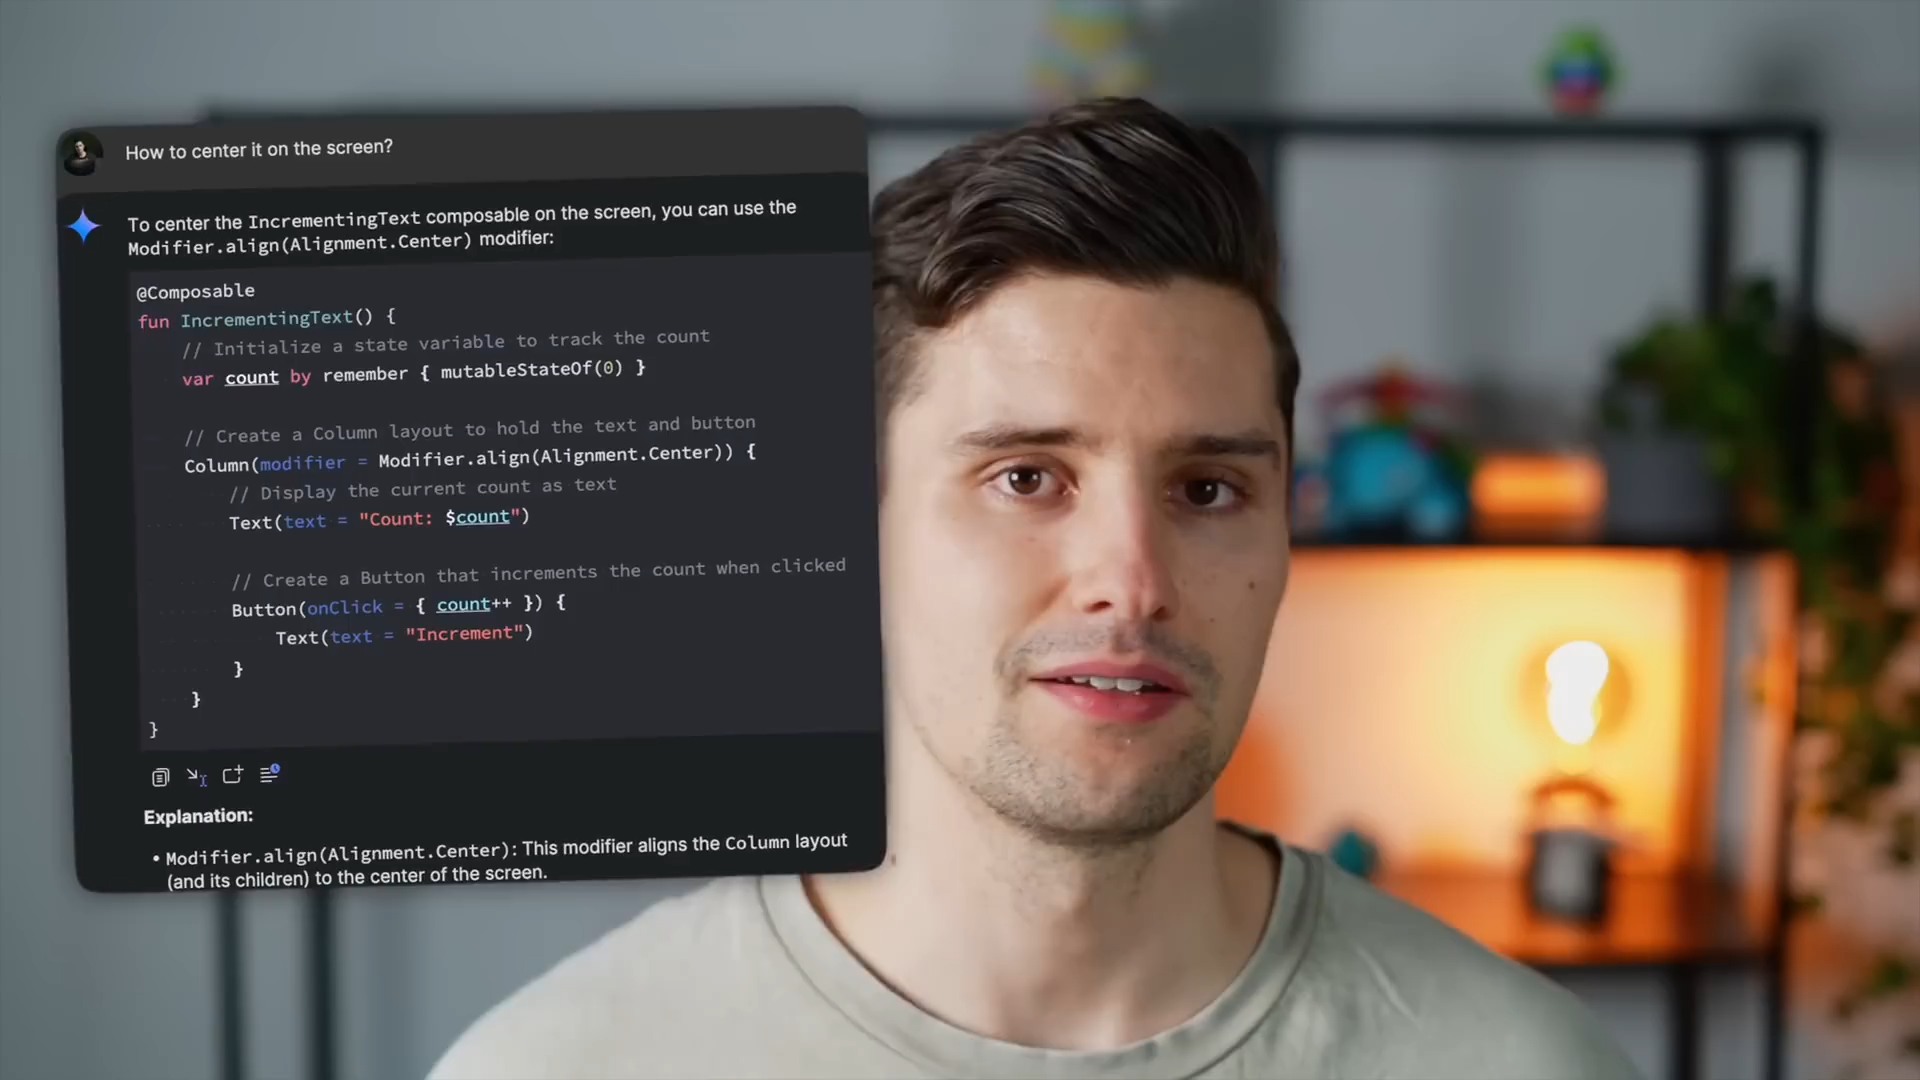 How to center it on the screen?
To center the IncrementingText composable on the screen, you can use the
Modifier.align(Alignment.Center) modifier:
@Composable
fun IncrementingText() {
// Initialize a state variable to track the count
var count by remember { mutableStateOf(0) }
// Create a Column layout to hold the text and button
Column(modifier = Modifier.align(Alignment.Center)) {
// Display the current count as text
Text(text = "Count: $count")
// Create a Button that increments the count when clicked
Button(onClick = { count++ }) {
Text(text = "Increment")
}
}
}
Explanation:
• Modifier.align(Alignment.Center): This modifier aligns the Column layout
(and its children) to the center of the screen.